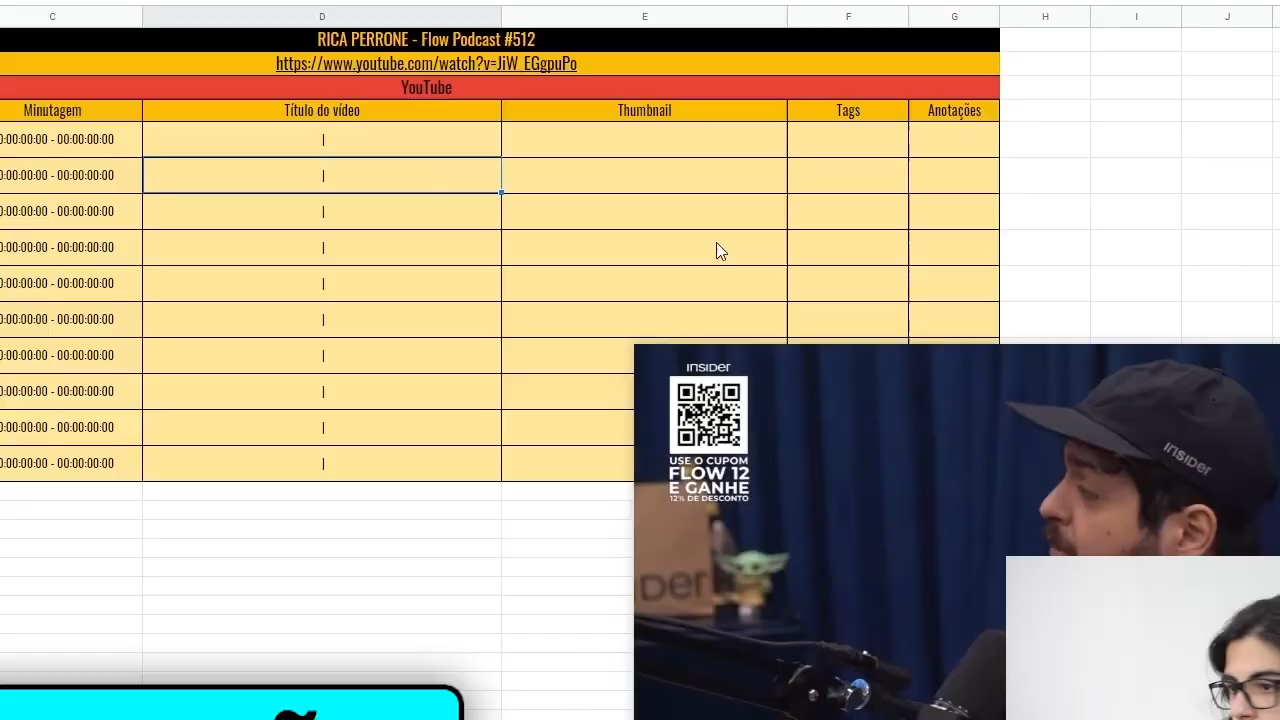 C D E F G H I J
RICA PERRONE - Flow Podcast #512
https://www.youtube.com/watch?v=JiW_EGgpuPo
YouTube
Minutagem Título do vídeo Thumbnail Tags Anotações
0:00:00:00 - 00:00:00:00 |
0:00:00:00 - 00:00:00:00 |
0:00:00:00 - 00:00:00:00 |
0:00:00:00 - 00:00:00:00 |
0:00:00:00 - 00:00:00:00 |
0:00:00:00 - 00:00:00:00 |
0:00:00:00 - 00:00:00:00 |
0:00:00:00 - 00:00:00:00 |
0:00:00:00 - 00:00:00:00 |
0:00:00:00 - 00:00:00:00 |
INSIDER
USE O CUPOM
FLOW 12
E GANHE
12% DE DESCONTO
INSIDER
DER